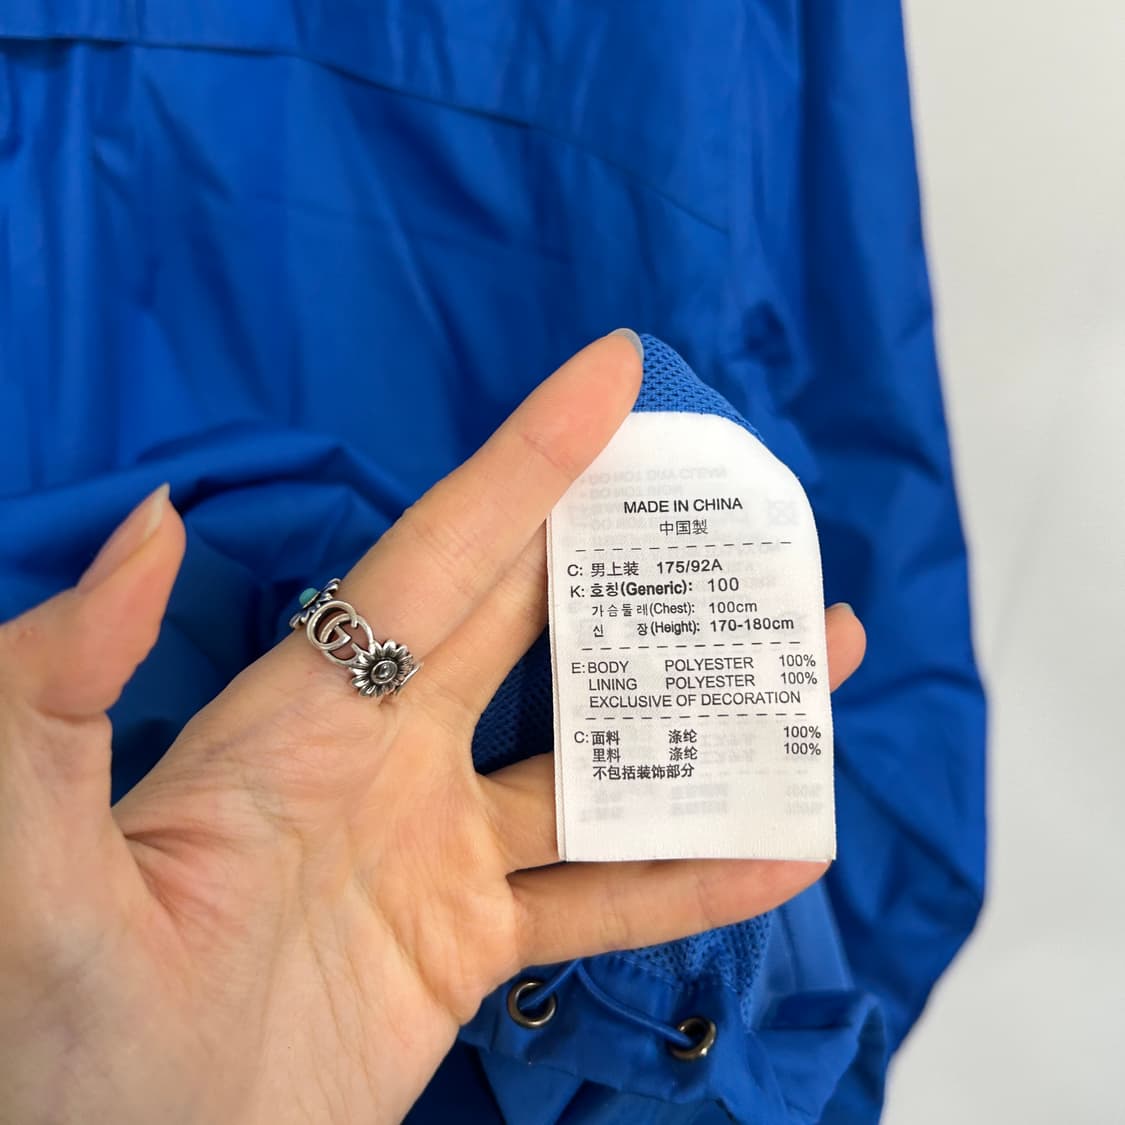 MADE IN CHINA
中国製
C: 男上装 175/92A
K: 호칭(Generic): 100
가슴둘레(Chest): 100cm
신 장(Height): 170-180cm
E: BODY POLYESTER 100%
LINING POLYESTER 100%
EXCLUSIVE OF DECORATION
C: 面料 涤纶 100%
里料 涤纶 100%
不包括装饰部分